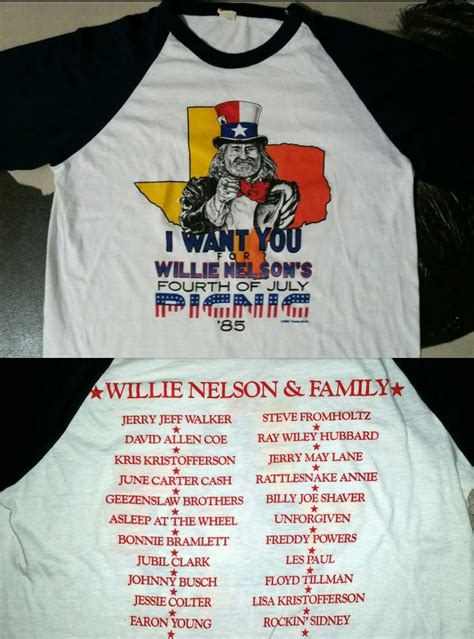 I WANT YOU
FOR
WILLIE NELSON'S
FOURTH OF JULY
PICNIC
'85
★WILLIE NELSON & FAMILY★
JERRY JEFF WALKER
★
DAVID ALLEN COE
★
KRIS KRISTOFFERSON
★
JUNE CARTER CASH
★
GEEZENSLAW BROTHERS
★
ASLEEP AT THE WHEEL
★
BONNIE BRAMLETT
★
JUBIL CLARK
★
JOHNNY BUSCH
★
JESSIE COLTER
★
FARON YOUNG
★
STEVE FROMHOLTZ
★
RAY WILEY HUBBARD
★
JERRY MAY LANE
★
RATTLESNAKE ANNIE
★
BILLY JOE SHAVER
★
UNFORGIVEN
★
FREDDY POWERS
★
LES PAUL
★
FLOYD TILLMAN
★
LISA KRISTOFFERSON
★
ROCKIN' SIDNEY
★